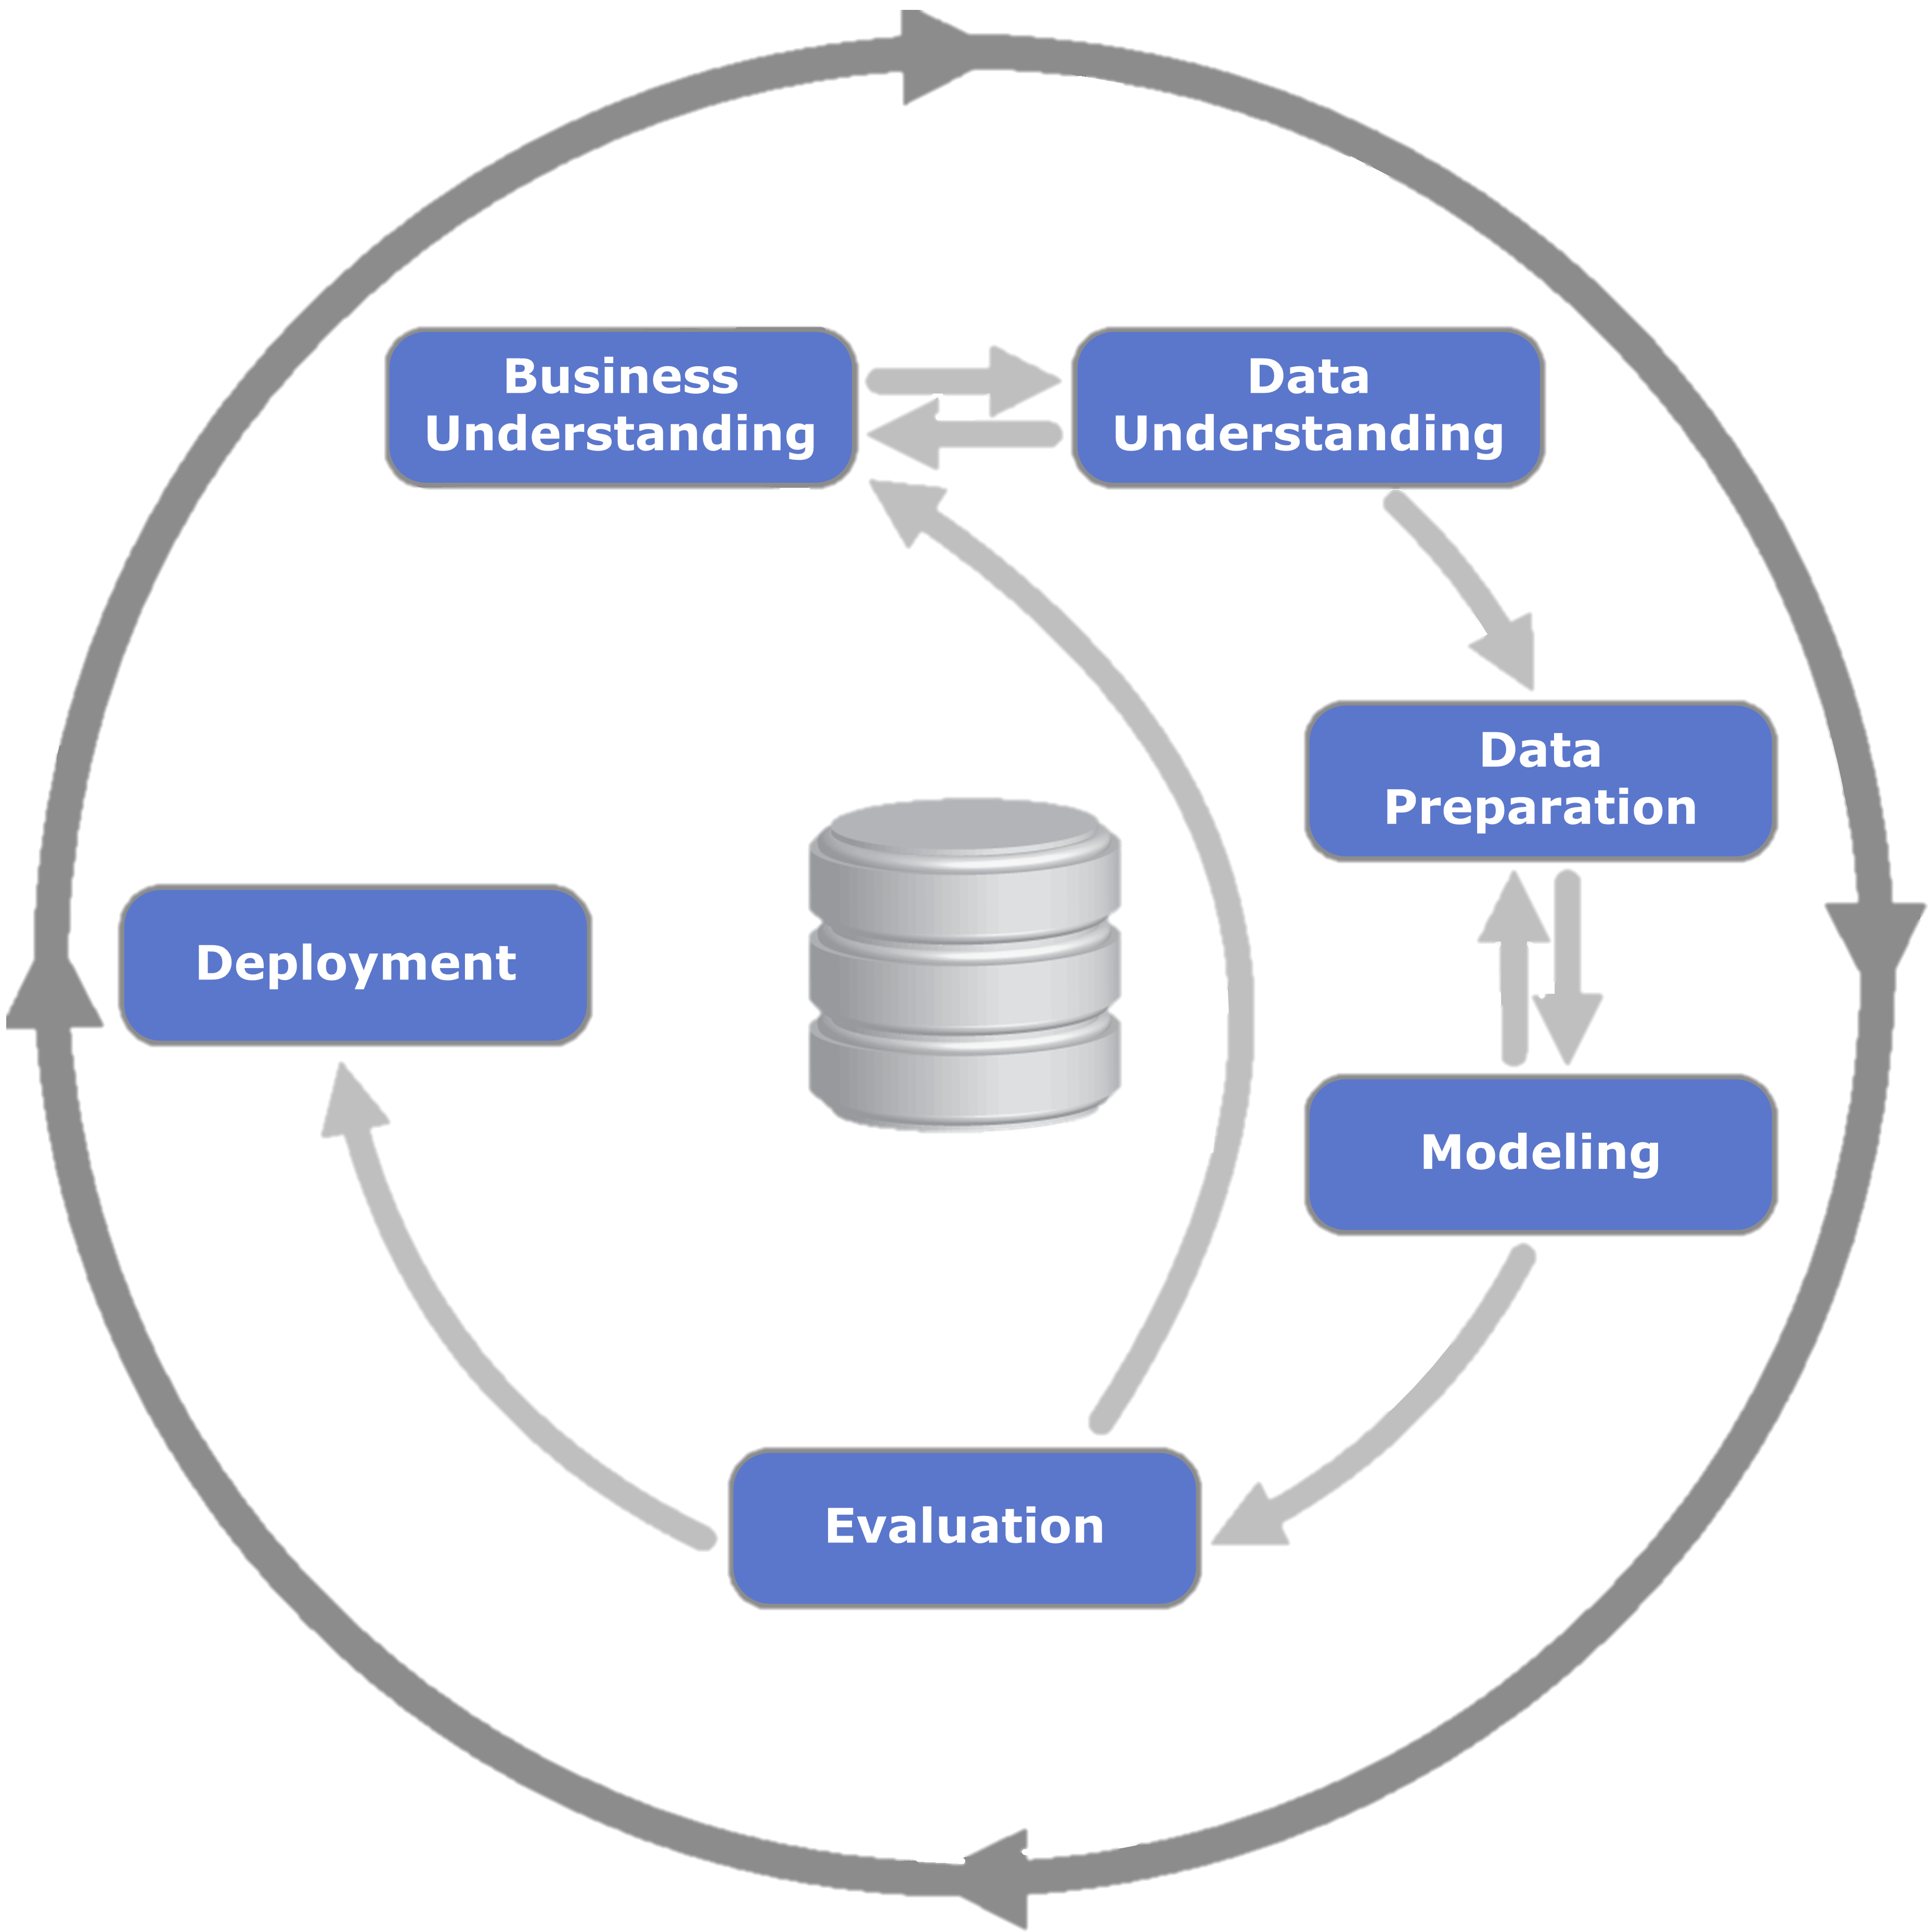 Business
Understanding
Data
Understanding
Data
Preparation
Modeling
Evaluation
Deployment